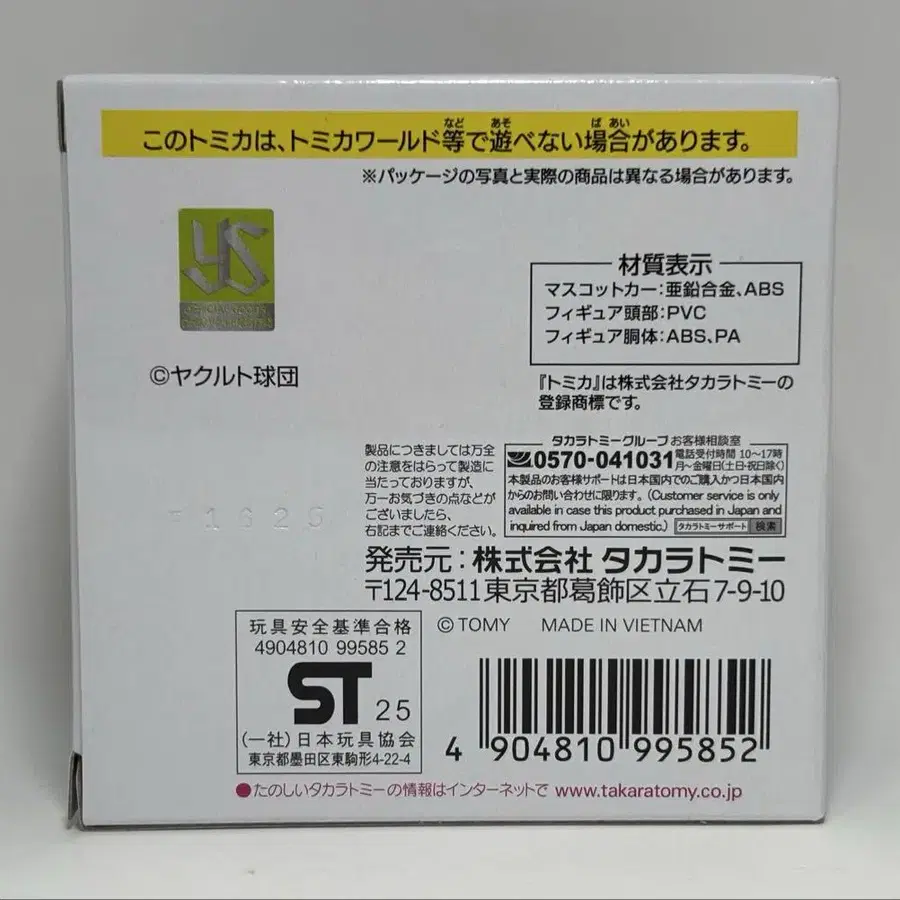 このトミカは、トミカワールド等で遊べない場合があります。
※パッケージの写真と実際の商品は異なる場合があります。
YS
©ヤクルト球団
材質表示
マスコットカー:亜鉛合金、ABS
フィギュア頭部:PVC
フィギュア胴体:ABS、PA
『トミカ』は株式会社タカラトミーの
登録商標です。
製品につきましては万全
の注意をはらって製造に
当たっておりますが、
万一お気づきの点などが
ございましたら、
右記までご連絡ください。
タカラトミーグループ お客様相談室
0570-041031 電話受付時間 10〜17時
月〜金曜日(土日・祝日除く)
本製品のお客様サポートは日本国内でのご購入かつ日本国内
からのお問い合わせに限ります。(Customer service is only
available in case this product purchased in Japan and
inquired from Japan domestic.) タカラトミーサポート 検索
発売元:株式会社 タカラトミー
〒124-8511 東京都葛飾区立石7-9-10
© TOMY MADE IN VIETNAM
玩具安全基準合格
4904810 99585 2
ST 25
(一社)日本玩具協会
東京都墨田区東駒形4-22-4
4 904810 995852
●たのしいタカラトミーの情報はインターネットで www.takaratomy.co.jp